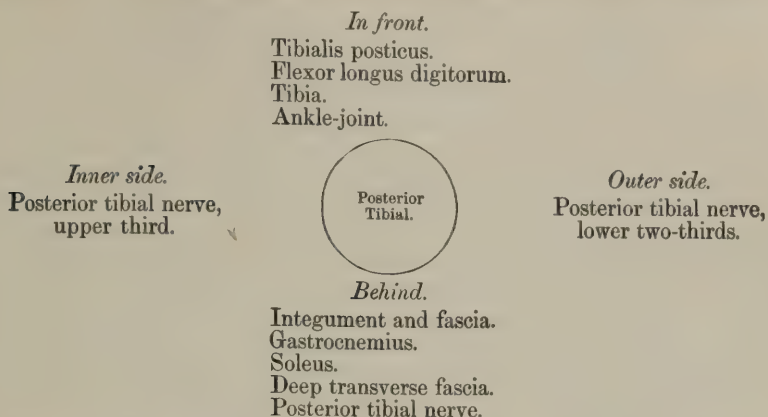 In front.
Tibialis posticus.
Flexor longus digitorum.
Tibia.
Ankle-joint.
Inner side.
Posterior tibial nerve,
upper third.
Posterior
Tibial.
Outer side.
Posterior tibial nerve,
lower two-thirds.
Behind.
Integument and fascia.
Gastrocnemius.
Soleus.
Deep transverse fascia.
Posterior tibial nerve.